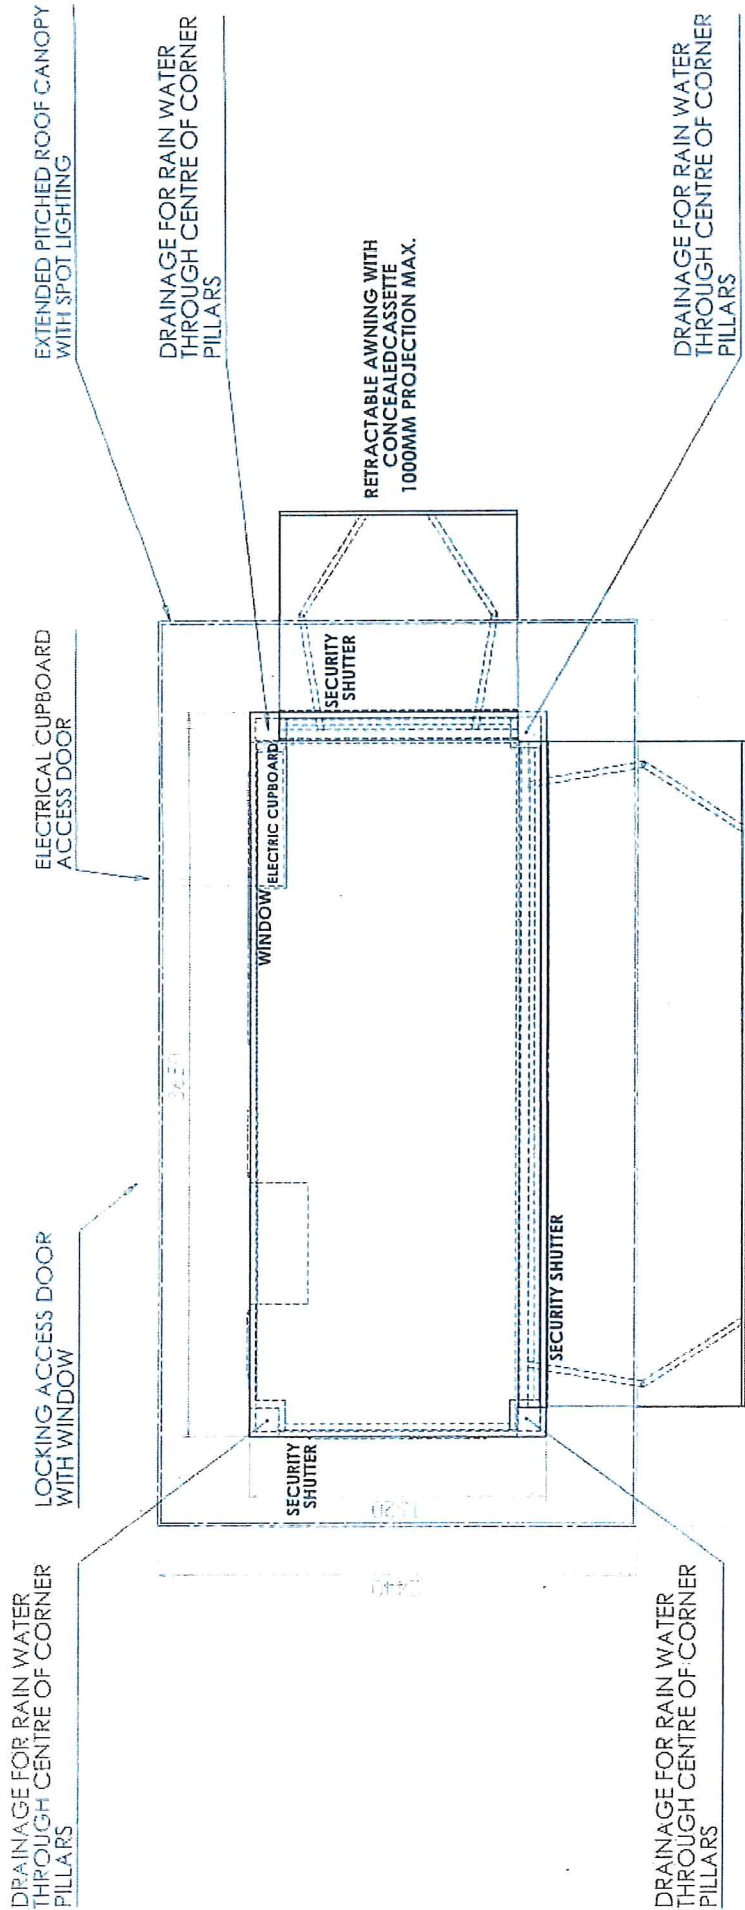 EXTENDED PITCHED ROOF CANOPY
WITH SPOT LIGHTING
DRAINAGE FOR RAIN WATER
THROUGH CENTRE OF CORNER
PILLARS
RETRACTABLE AWNING WITH
CONCEALEDCASSETTE
1000MM PROJECTION MAX.
DRAINAGE FOR RAIN WATER
THROUGH CENTRE OF CORNER
PILLARS
ELECTRICAL CUPBOARD
ACCESS DOOR
SECURITY
SHUTTER
ELECTRIC CUPBOARD
WINDOW
LOCKING ACCESS DOOR
WITH WINDOW
SECURITY SHUTTER
SECURITY
SHUTTER
2440
DRAINAGE FOR RAIN WATER
THROUGH CENTRE OF CORNER
PILLARS
DRAINAGE FOR RAIN WATER
THROUGH CENTRE OF CORNER
PILLARS